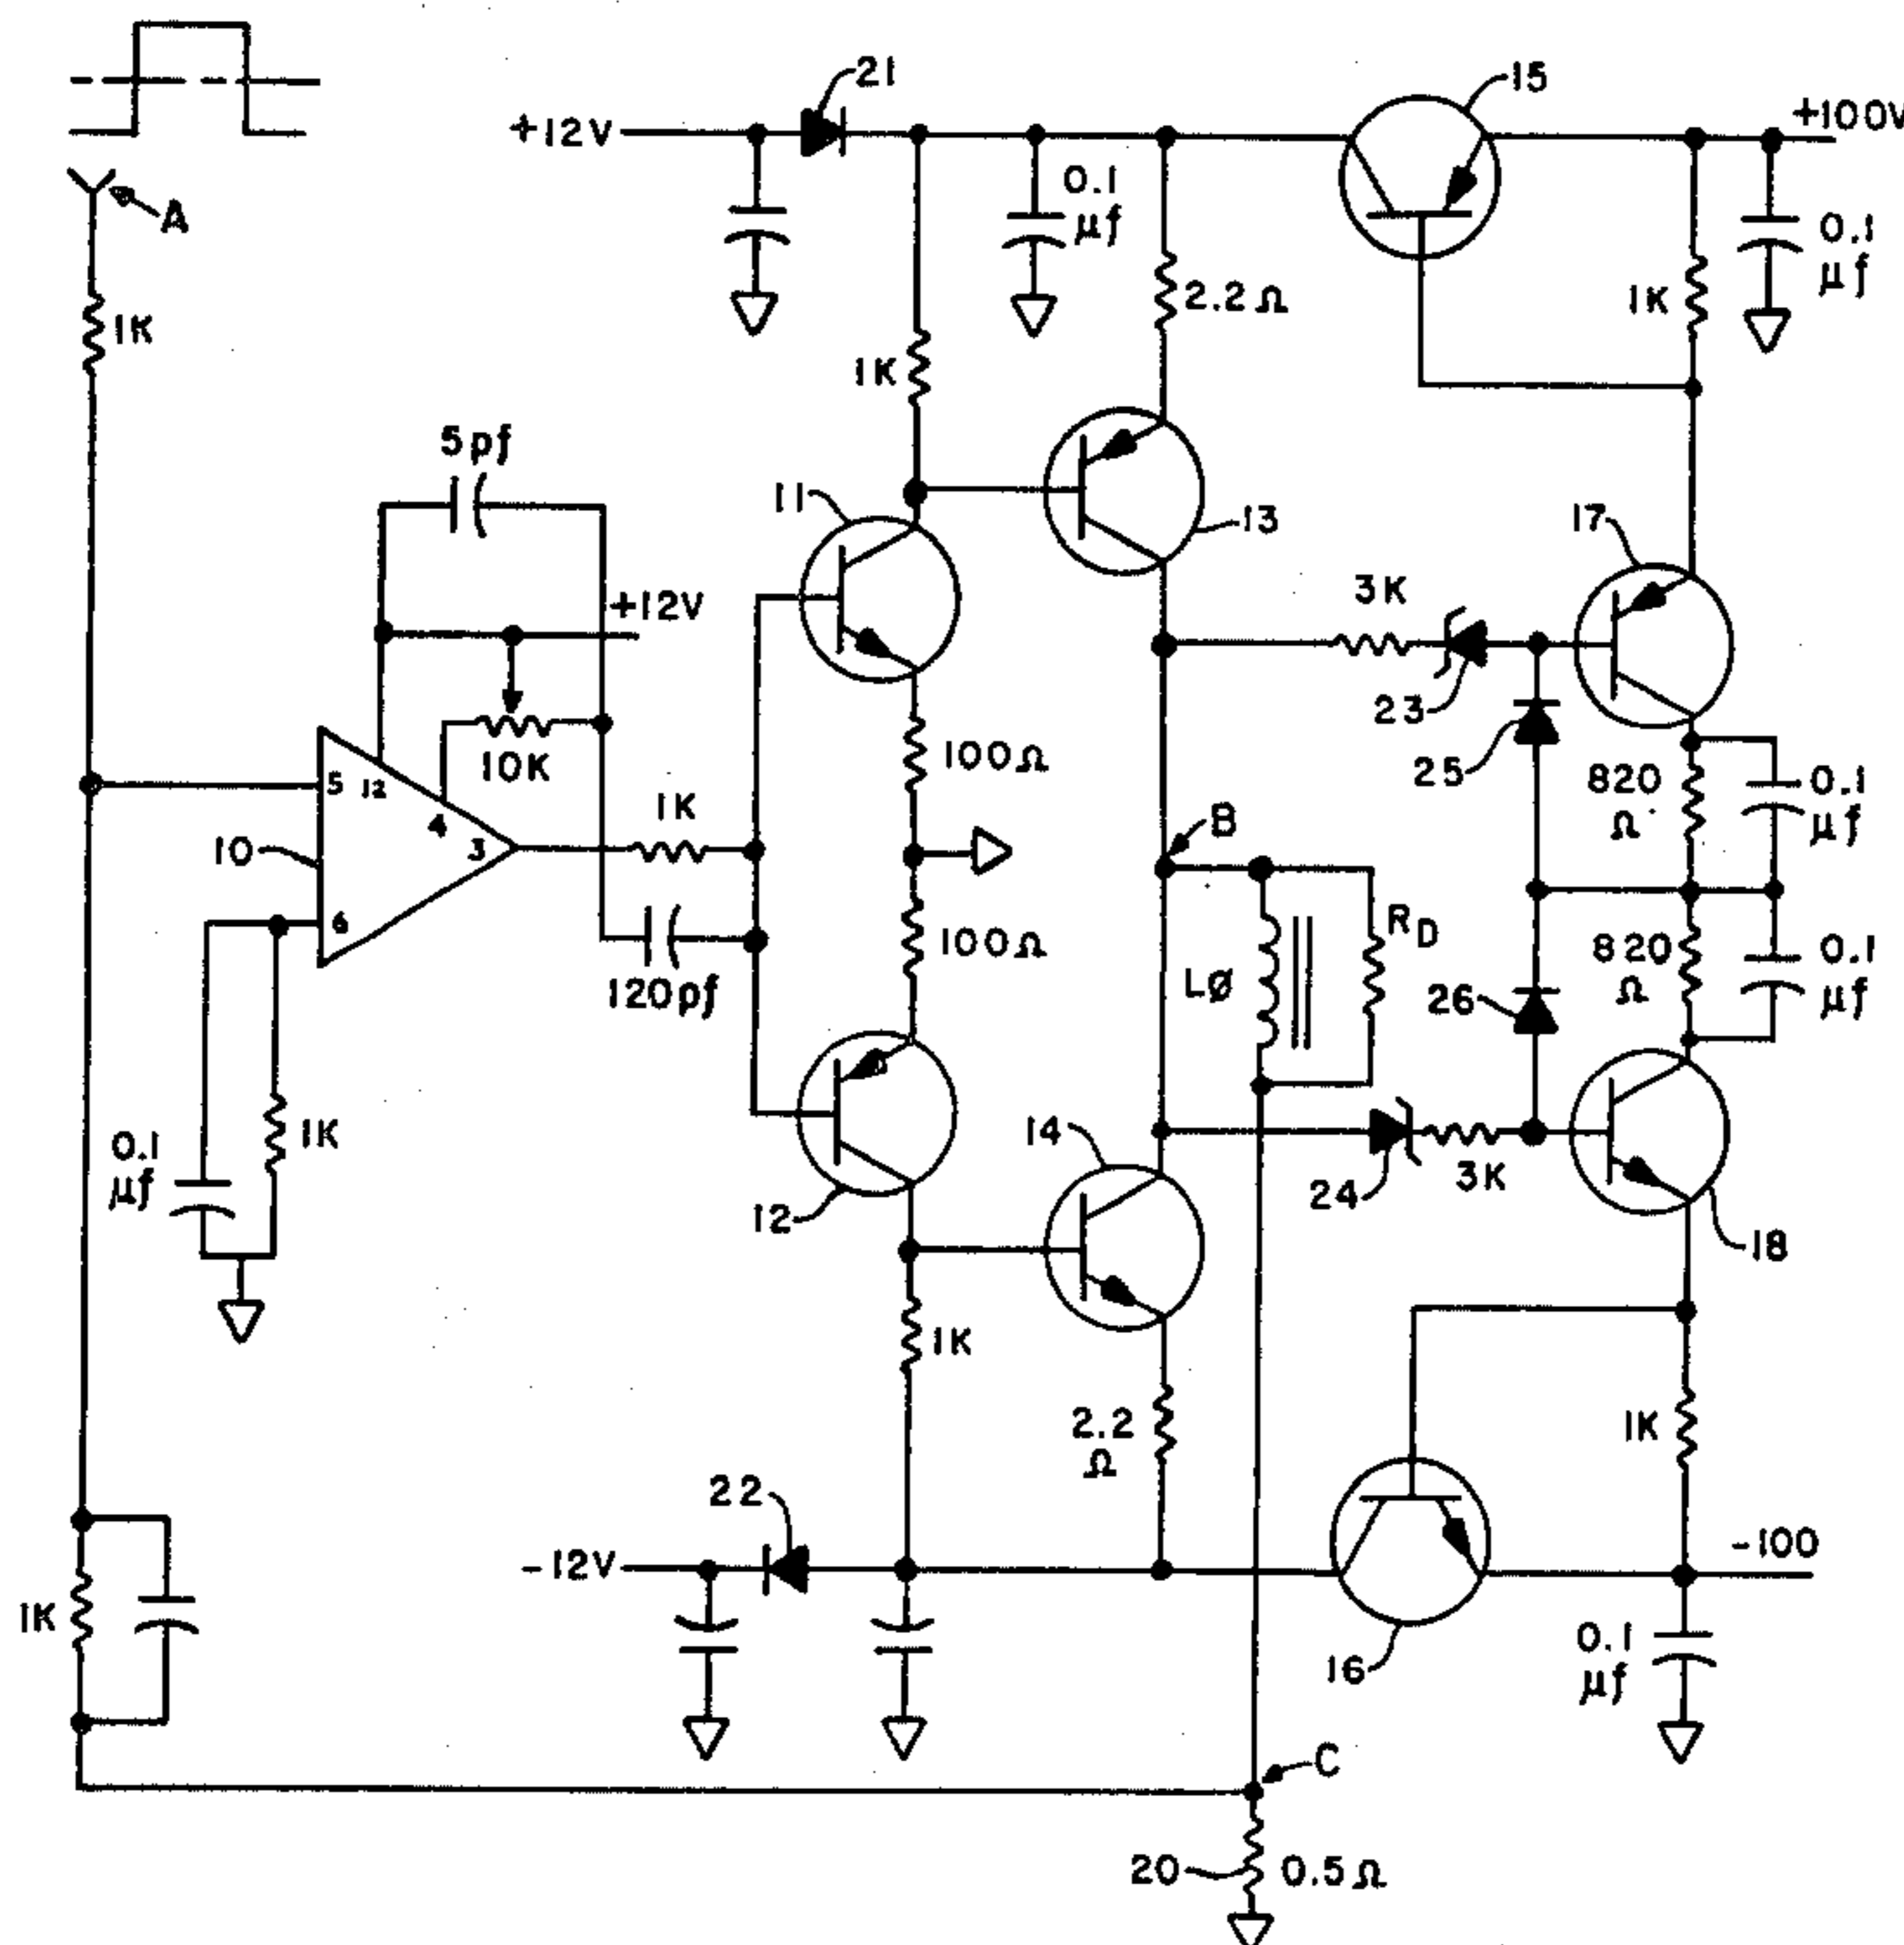 21
15
+12V
+100V
A
0.1
µf
0.1
µf
2.2Ω
1K
1K
1K
5pf
11
13
17
3K
+12V
23
25
10K
100Ω
820
Ω
0.1
µf
5
12
4
3
6
10
1K
B
100Ω
RD
LØ
820
Ω
0.1
µf
120pf
26
0.1
µf
1K
14
24
3K
12
18
1K
2.2
Ω
1K
22
-12V
-100
1K
16
0.1
µf
C
20
0.5Ω